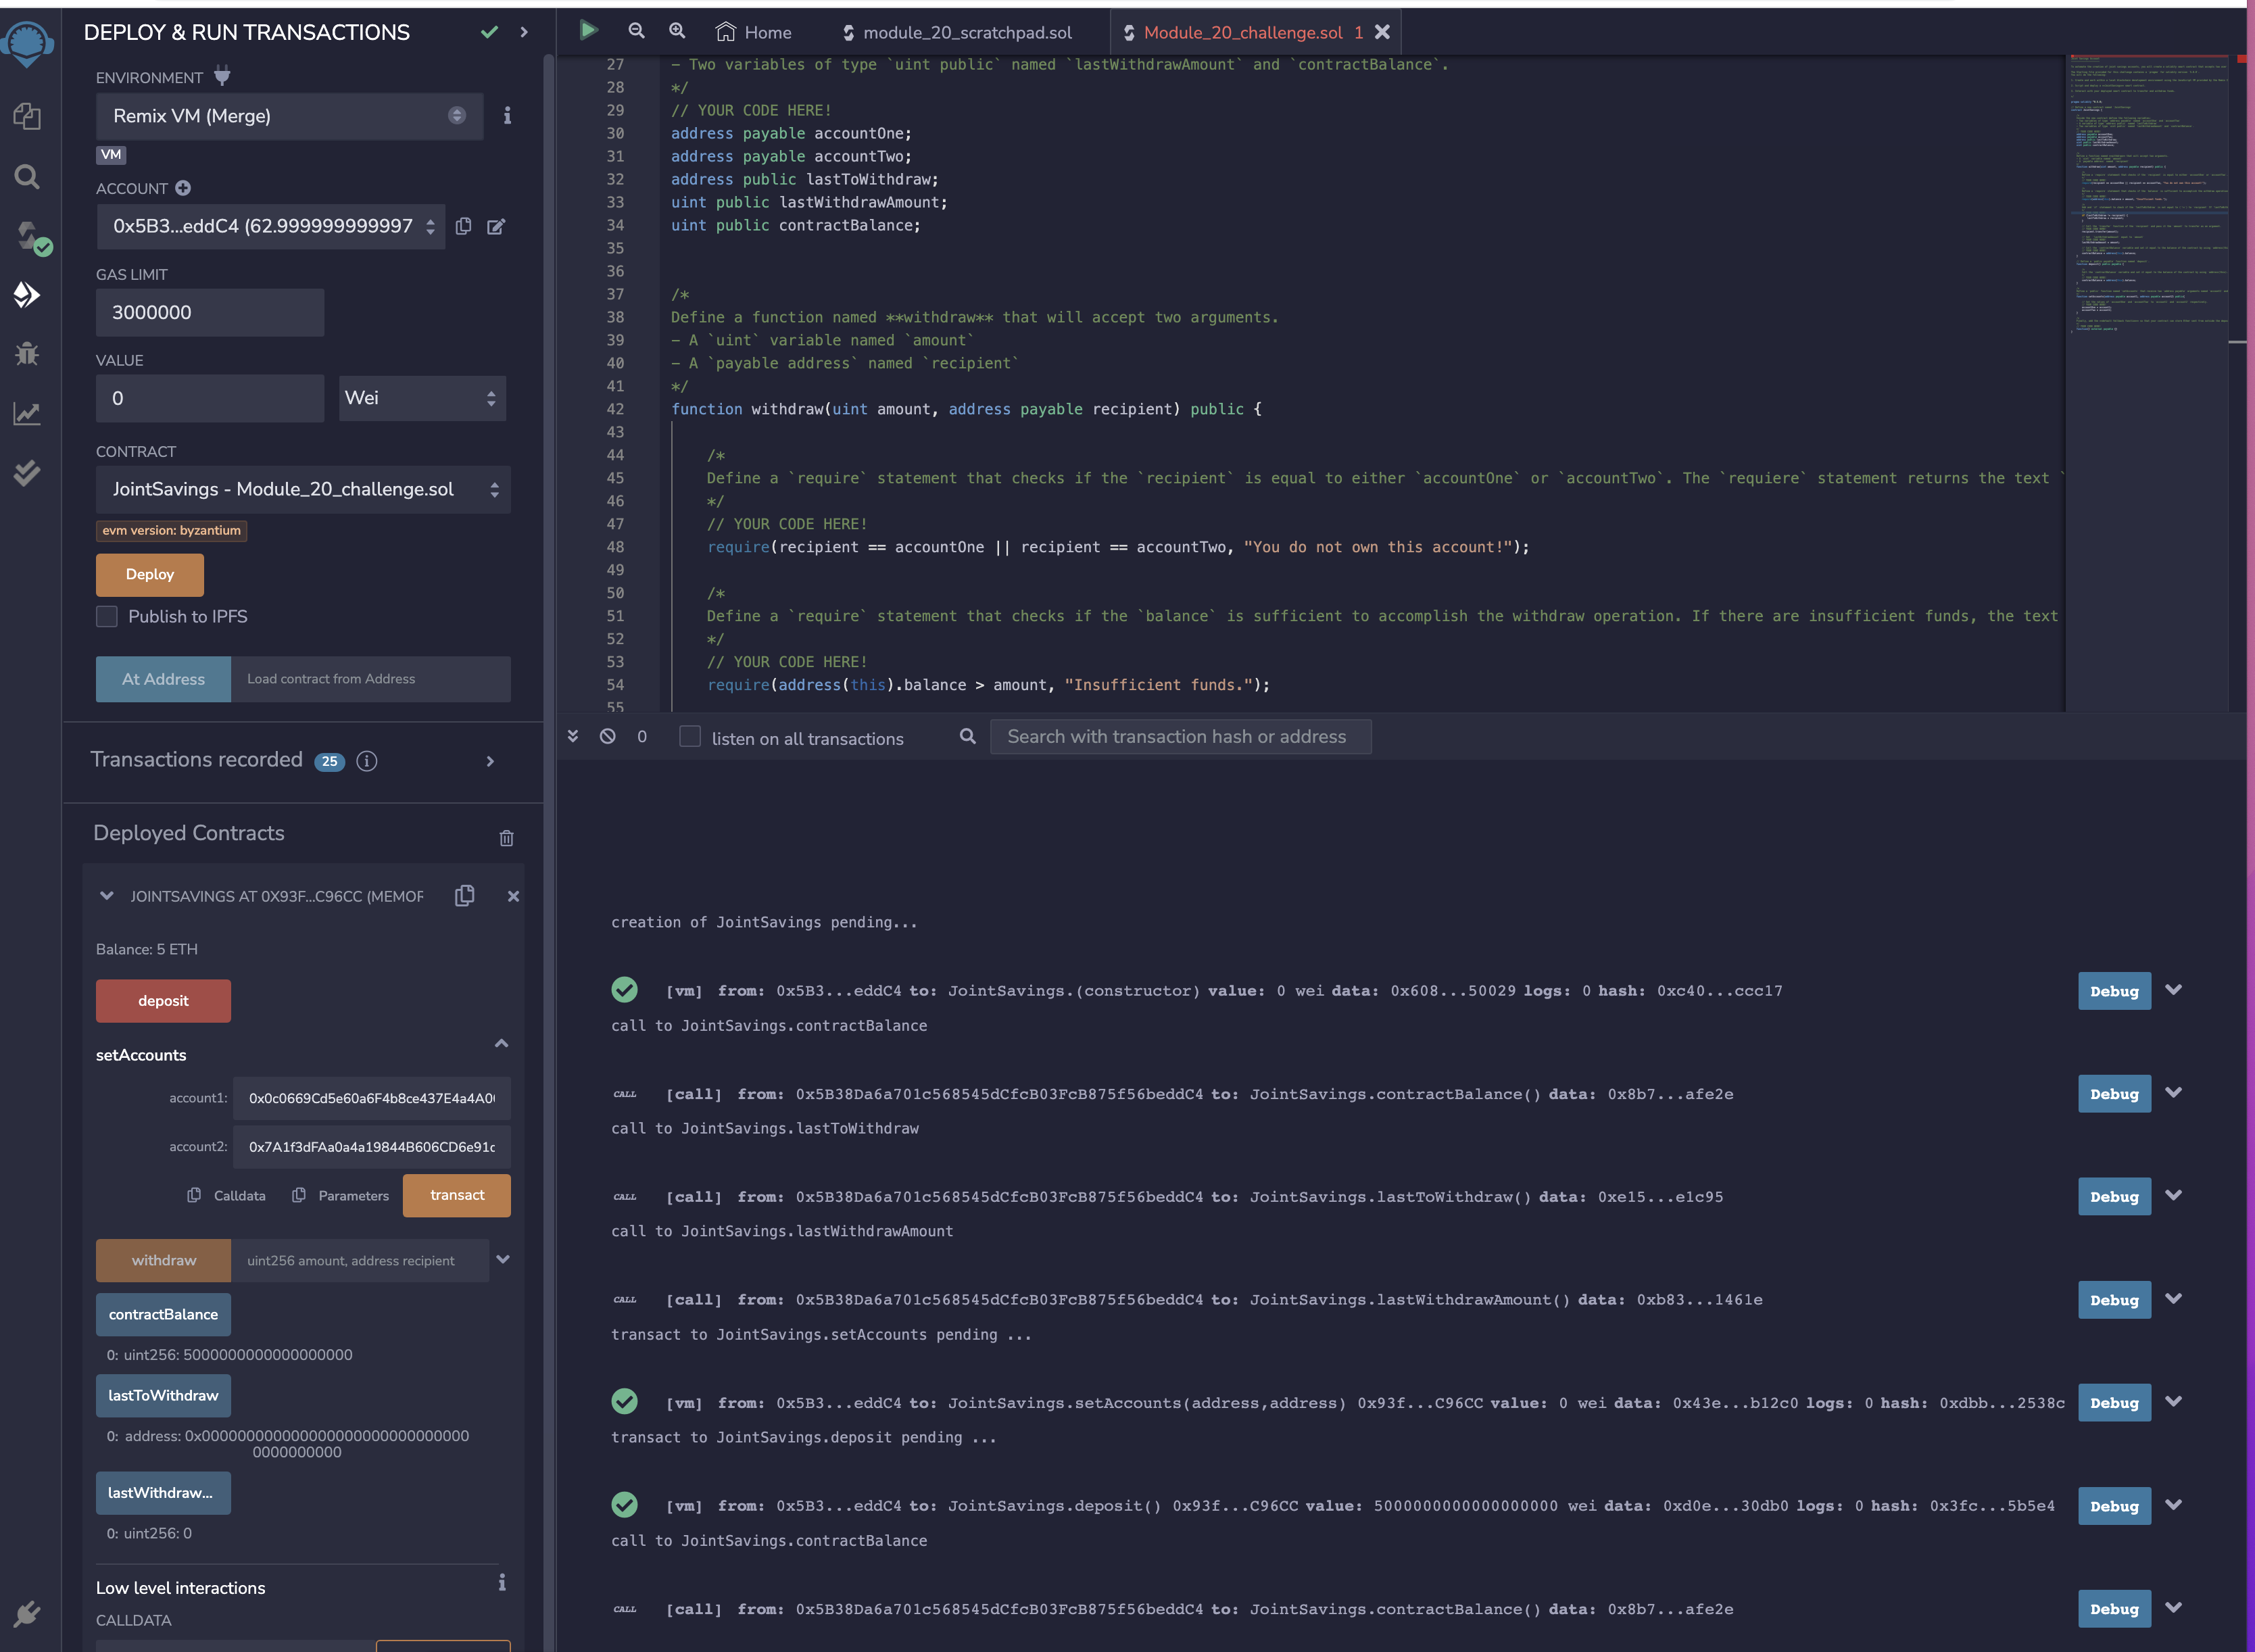 DEPLOY & RUN TRANSACTIONS
ENVIRONMENT
Remix VM (Merge)
VM
ACCOUNT
0x5B3...eddC4 (62.999999999997
GAS LIMIT
3000000
VALUE
0
Wei
CONTRACT
JointSavings - Module_20_challenge.sol
evm version: byzantium
Deploy
Publish to IPFS
At Address
Load contract from Address
Transactions recorded 25
Deployed Contracts
JOINTSAVINGS AT 0X93F...C96CC (MEMOR
Balance: 5 ETH
deposit
setAccounts
account1: 0x0c0669Cd5e60a6F4b8ce437E4a4A0
account2: 0x7A1f3dFAa0a4a19844B606CD6e91c
Calldata
Parameters
transact
withdraw
uint256 amount, address recipient
contractBalance
0: uint256: 5000000000000000000
lastToWithdraw
0: address: 0x000000000000000000000000000000
0000000000
lastWithdraw...
0: uint256: 0
Low level interactions
CALLDATA
Home
module_20_scratchpad.sol
Module_20_challenge.sol 1
27 - Two variables of type `uint public` named `lastWithdrawAmount` and `contractBalance`.
28 */
29 // YOUR CODE HERE!
30 address payable accountOne;
31 address payable accountTwo;
32 address public lastToWithdraw;
33 uint public lastWithdrawAmount;
34 uint public contractBalance;
35
36
37 /*
38 Define a function named **withdraw** that will accept two arguments.
39 - A `uint` variable named `amount`
40 - A `payable address` named `recipient`
41 */
42 function withdraw(uint amount, address payable recipient) public {
43
44 /*
45 Define a `require` statement that checks if the `recipient` is equal to either `accountOne` or `accountTwo`. The `requiere` statement returns the text `
46 */
47 // YOUR CODE HERE!
48 require(recipient == accountOne || recipient == accountTwo, "You do not own this account!");
49
50 /*
51 Define a `require` statement that checks if the `balance` is sufficient to accomplish the withdraw operation. If there are insufficient funds, the text
52 */
53 // YOUR CODE HERE!
54 require(address(this).balance > amount, "Insufficient funds.");
55
0
listen on all transactions
Search with transaction hash or address
creation of JointSavings pending...
[vm] from: 0x5B3...eddC4 to: JointSavings.(constructor) value: 0 wei data: 0x608...50029 logs: 0 hash: 0xc40...ccc17
Debug
call to JointSavings.contractBalance
CALL [call] from: 0x5B38Da6a701c568545dCfcB03FcB875f56beddC4 to: JointSavings.contractBalance() data: 0x8b7...afe2e
Debug
call to JointSavings.lastToWithdraw
CALL [call] from: 0x5B38Da6a701c568545dCfcB03FcB875f56beddC4 to: JointSavings.lastToWithdraw() data: 0xe15...e1c95
Debug
call to JointSavings.lastWithdrawAmount
CALL [call] from: 0x5B38Da6a701c568545dCfcB03FcB875f56beddC4 to: JointSavings.lastWithdrawAmount() data: 0xb83...1461e
Debug
transact to JointSavings.setAccounts pending ...
[vm] from: 0x5B3...eddC4 to: JointSavings.setAccounts(address,address) 0x93f...C96CC value: 0 wei data: 0x43e...b12c0 logs: 0 hash: 0xdbb...2538c
Debug
transact to JointSavings.deposit pending ...
[vm] from: 0x5B3...eddC4 to: JointSavings.deposit() 0x93f...C96CC value: 5000000000000000000 wei data: 0xd0e...30db0 logs: 0 hash: 0x3fc...5b5e4
Debug
call to JointSavings.contractBalance
CALL [call] from: 0x5B38Da6a701c568545dCfcB03FcB875f56beddC4 to: JointSavings.contractBalance() data: 0x8b7...afe2e
Debug